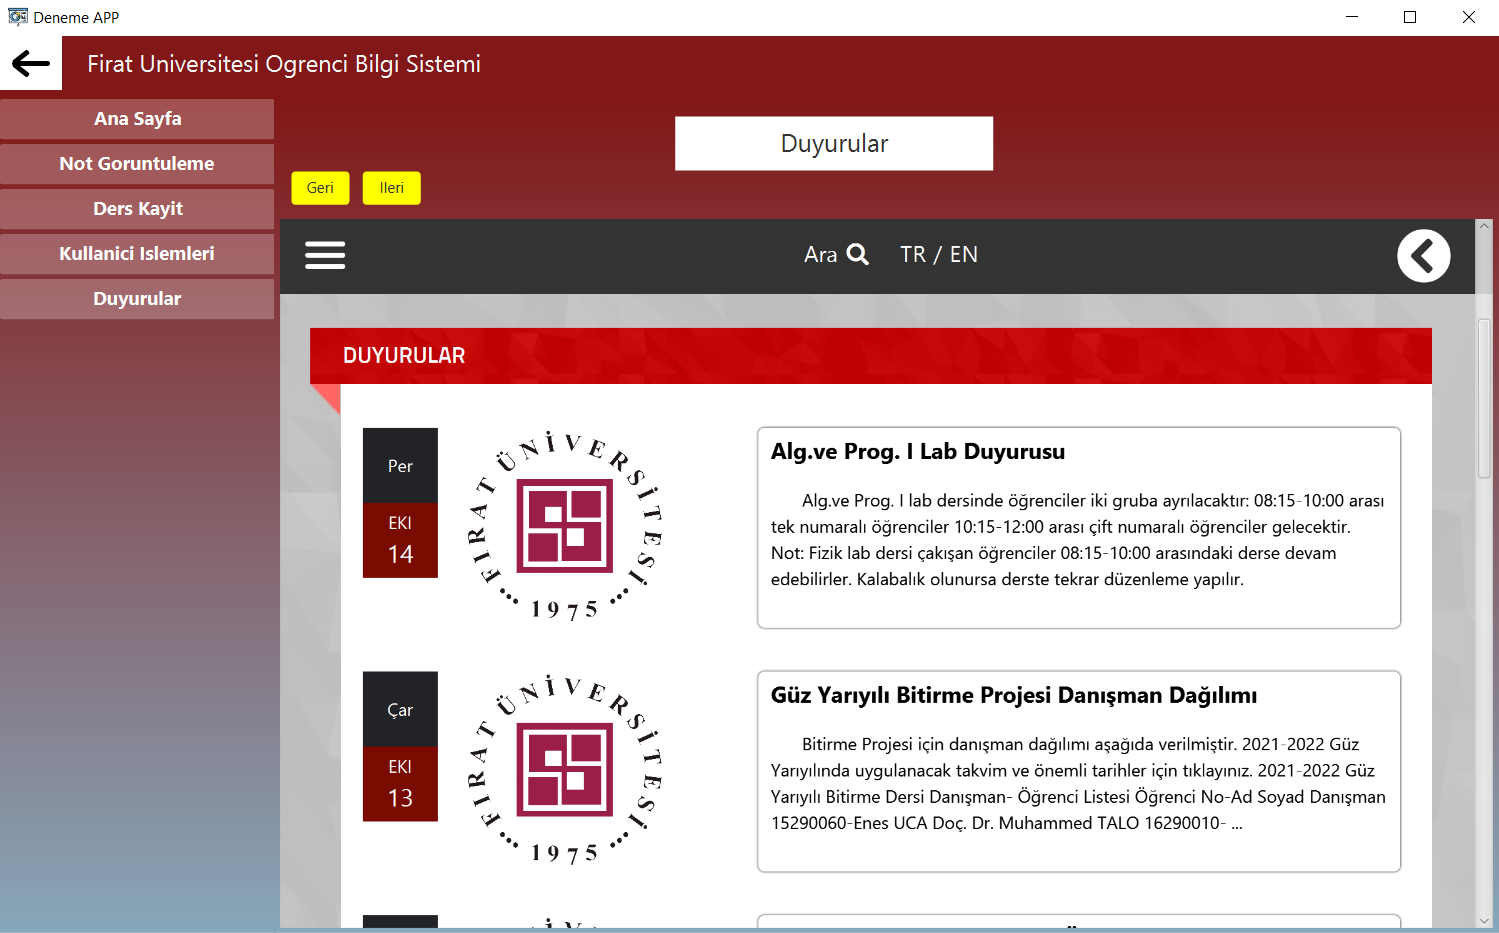 Deneme APP
Firat Universitesi Ogrenci Bilgi Sistemi
Ana Sayfa
Not Goruntuleme
Ders Kayit
Kullanici Islemleri
Duyurular
Duyurular
Geri
Ileri
Ara
TR / EN
DUYURULAR
Per
EKI
14
FIRAT ÜNİVERSİTESİ
1975
Alg.ve Prog. I Lab Duyurusu
Alg.ve Prog. I lab dersinde öğrenciler iki gruba ayrılacaktır: 08:15-10:00 arası
tek numaralı öğrenciler 10:15-12:00 arası çift numaralı öğrenciler gelecektir.
Not: Fizik lab dersi çakışan öğrenciler 08:15-10:00 arasındaki derse devam
edebilirler. Kalabalık olunursa derste tekrar düzenleme yapılır.
Çar
EKI
13
FIRAT ÜNİVERSİTESİ
1975
Güz Yarıyılı Bitirme Projesi Danışman Dağılımı
Bitirme Projesi için danışman dağılımı aşağıda verilmiştir. 2021-2022 Güz
Yarıyılında uygulanacak takvim ve önemli tarihler için tıklayınız. 2021-2022 Güz
Yarıyılı Bitirme Dersi Danışman- Öğrenci Listesi Öğrenci No-Ad Soyad Danışman
15290060-Enes UCA Doç. Dr. Muhammed TALO 16290010- ...